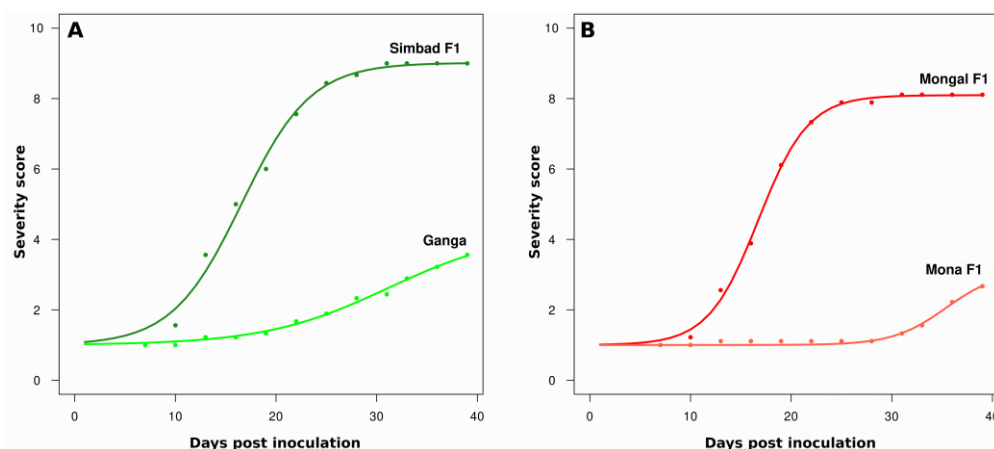 A
10
8
6
4
2
0
Severity score
Simbad F1
Ganga
0 10 20 30 40
Days post inoculation
B
10
8
6
4
2
0
Severity score
Mongal F1
Mona F1
0 10 20 30 40
Days post inoculation